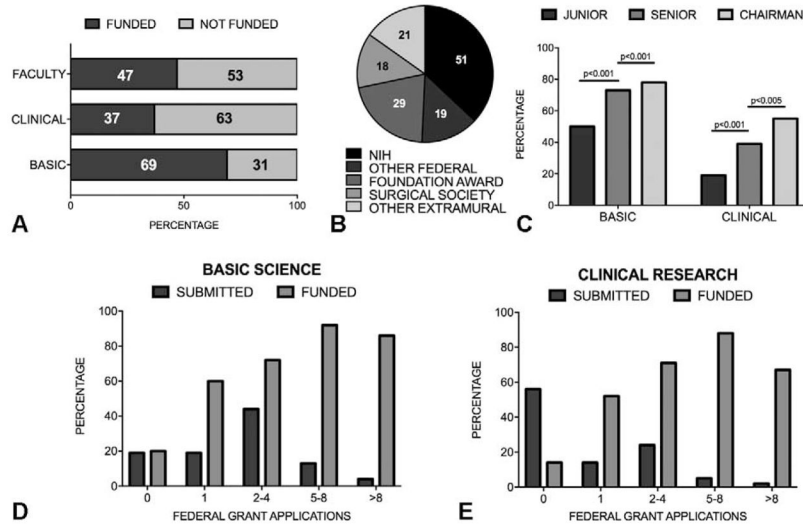 FUNDED NOT FUNDED
FACULTY 47 53
CLINICAL 37 63
BASIC 69 31
0 50 100
PERCENTAGE
A
21
51
18
29
19
NIH
OTHER FEDERAL
FOUNDATION AWARD
SURGICAL SOCIETY
OTHER EXTRAMURAL
B
JUNIOR SENIOR CHAIRMAN
100
80
60
40
20
0
PERCENTAGE
p<0.001
p<0.001
p<0.005
p<0.001
BASIC CLINICAL
C
BASIC SCIENCE
SUBMITTED FUNDED
100
80
60
40
20
0
PERCENTAGE
0 1 2-4 5-8 >8
FEDERAL GRANT APPLICATIONS
D
CLINICAL RESEARCH
SUBMITTED FUNDED
100
80
60
40
20
0
PERCENTAGE
0 1 2-4 5-8 >8
FEDERAL GRANT APPLICATIONS
E